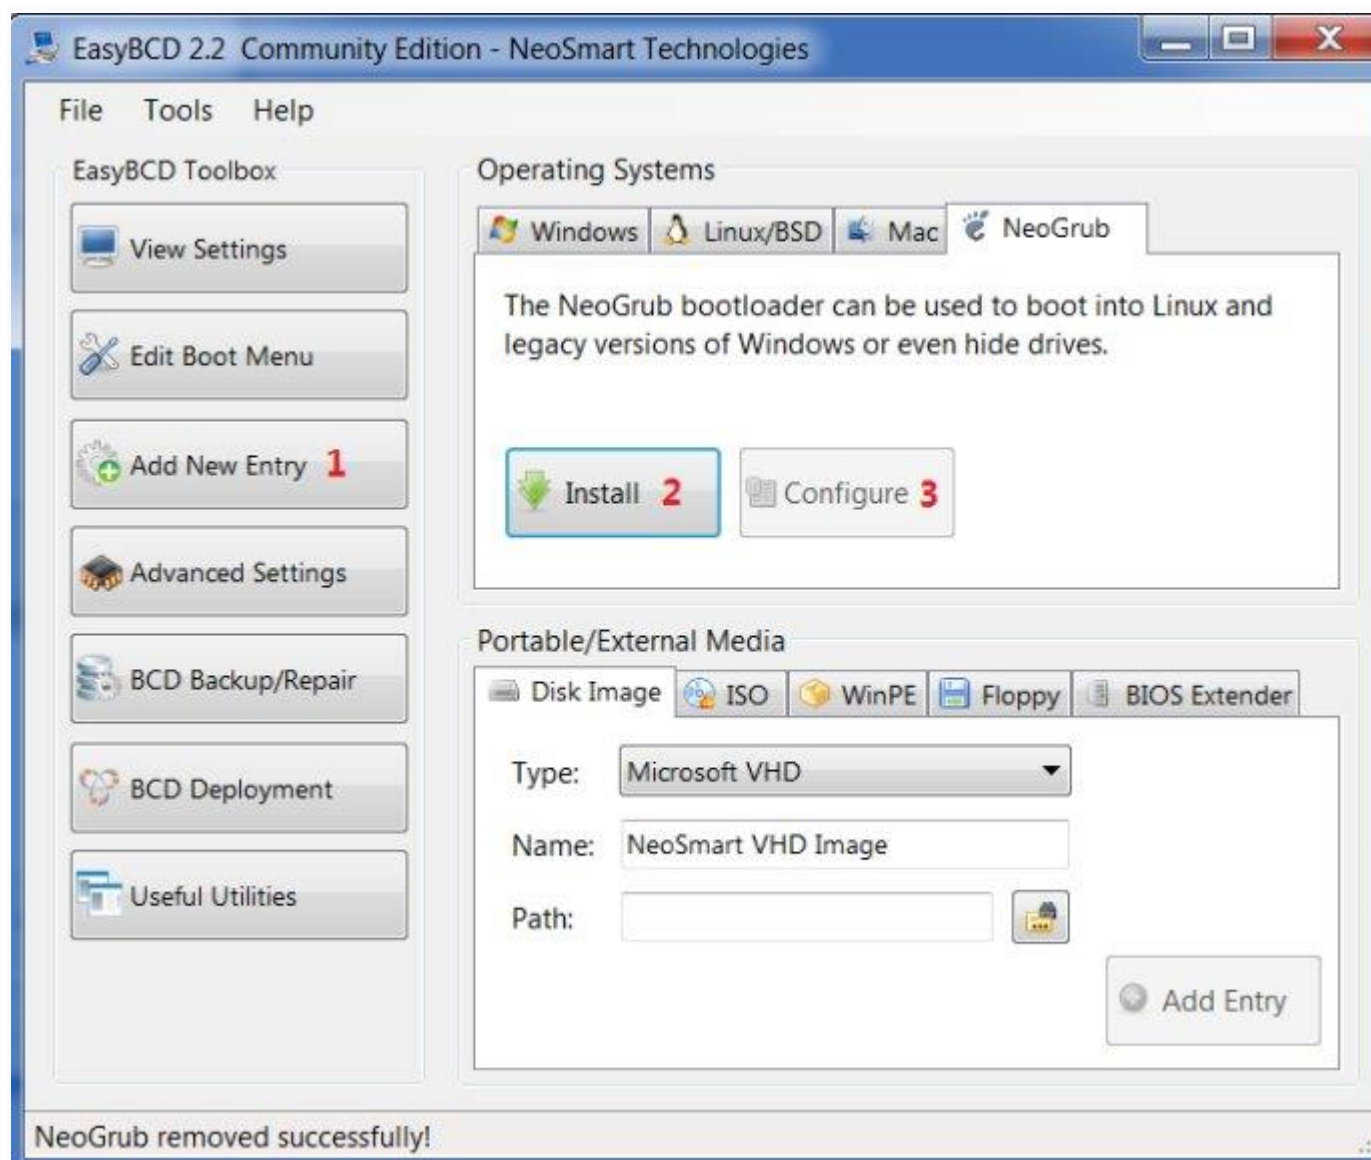 EasyBCD 2.2 Community Edition - NeoSmart Technologies
File Tools Help
EasyBCD Toolbox
View Settings
Edit Boot Menu
Add New Entry 1
Advanced Settings
BCD Backup/Repair
BCD Deployment
Useful Utilities
Operating Systems
Windows Linux/BSD Mac NeoGrub
The NeoGrub bootloader can be used to boot into Linux and
legacy versions of Windows or even hide drives.
Install 2 Configure 3
Portable/External Media
Disk Image ISO WinPE Floppy BIOS Extender
Type: Microsoft VHD
Name: NeoSmart VHD Image
Path:
Add Entry
NeoGrub removed successfully!